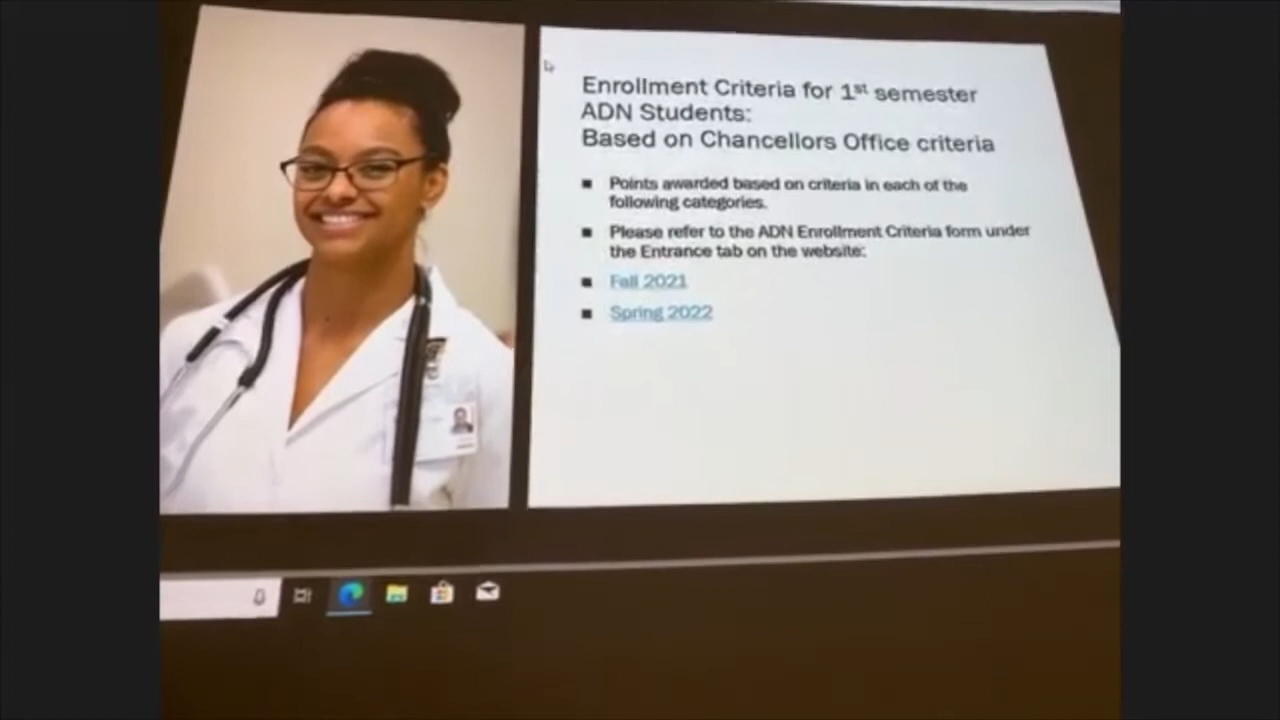 Enrollment Criteria for 1st semester
ADN Students:
Based on Chancellors Office criteria
Points awarded based on criteria in each of the
following categories.
Please refer to the ADN Enrollment Criteria form under
the Entrance tab on the website:
Fall 2021
Spring 2022